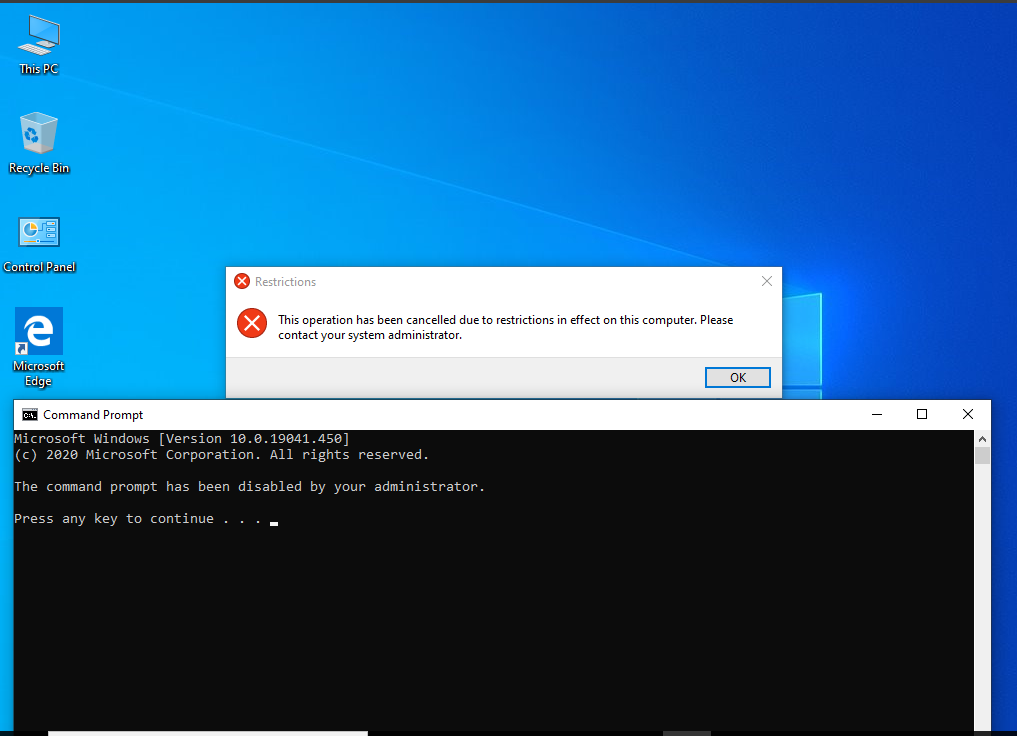 This PC
Recycle Bin
Control Panel
Microsoft
Edge
Restrictions
This operation has been cancelled due to restrictions in effect on this computer. Please
contact your system administrator.
OK
Command Prompt
Microsoft Windows [Version 10.0.19041.450]
(c) 2020 Microsoft Corporation. All rights reserved.
The command prompt has been disabled by your administrator.
Press any key to continue . . .